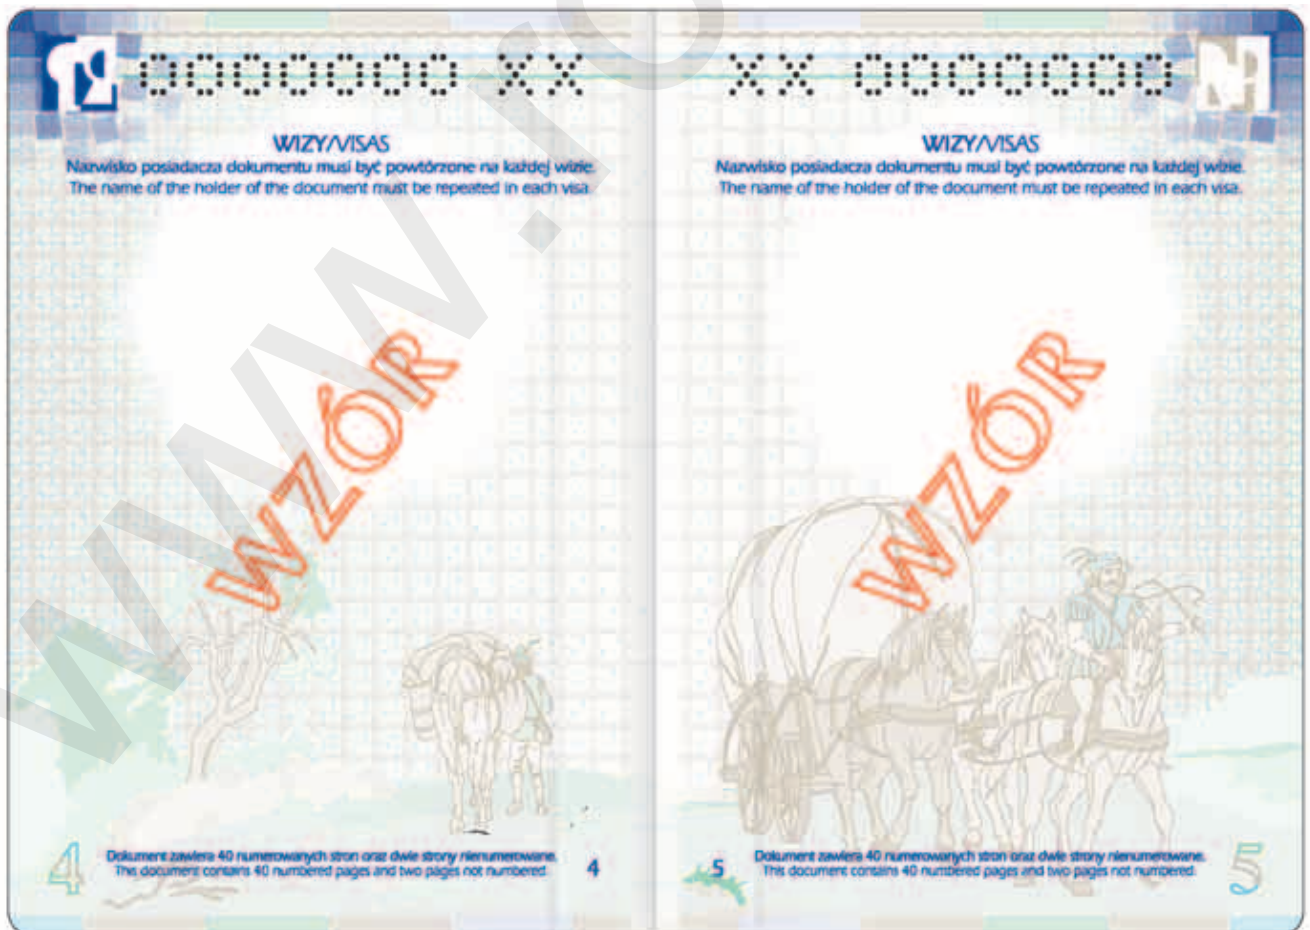 0000000 XX
WIZY/VISAS
Nazwisko posiadacza dokumentu musi być powtórzone na każdej wizie.
The name of the holder of the document must be repeated in each visa.
WZÓR
4
Dokument zawiera 40 numerowanych stron oraz dwie strony nienumerowane.
This document contains 40 numbered pages and two pages not numbered.
4
XX 0000000
WIZY/VISAS
Nazwisko posiadacza dokumentu musi być powtórzone na każdej wizie.
The name of the holder of the document must be repeated in each visa.
WZÓR
5
Dokument zawiera 40 numerowanych stron oraz dwie strony nienumerowane.
This document contains 40 numbered pages and two pages not numbered.
5
www.r